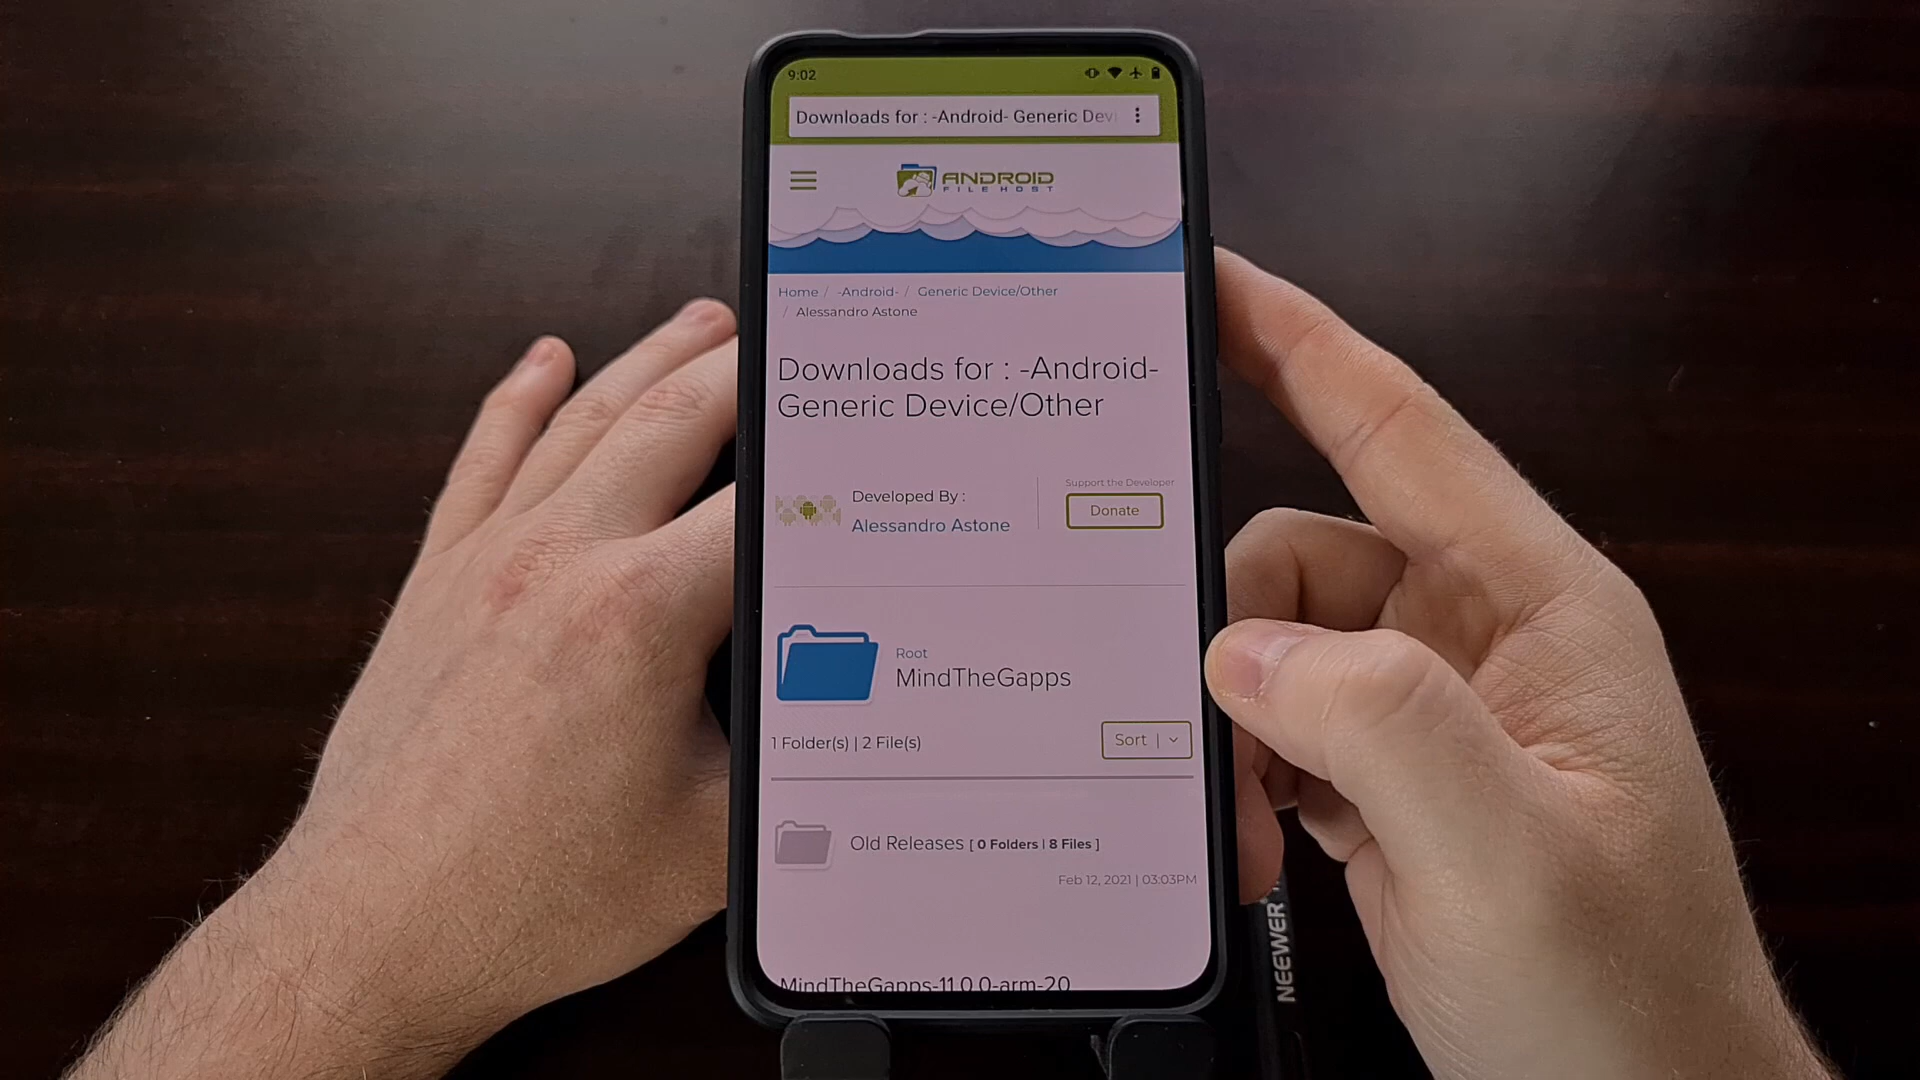 9:02
Downloads for : -Android- Generic Devi
ANDROID
FILE HOST
Home / -Android- / Generic Device/Other
/ Alessandro Astone
Downloads for : -Android-
Generic Device/Other
Developed By :
Alessandro Astone
Support the Developer
Donate
Root
MindTheGapps
1 Folder(s) | 2 File(s)
Sort
Old Releases [ 0 Folders | 8 Files ]
Feb 12, 2021 | 03:03PM
MindTheGapps-11.0.0-arm-20
NEEWER